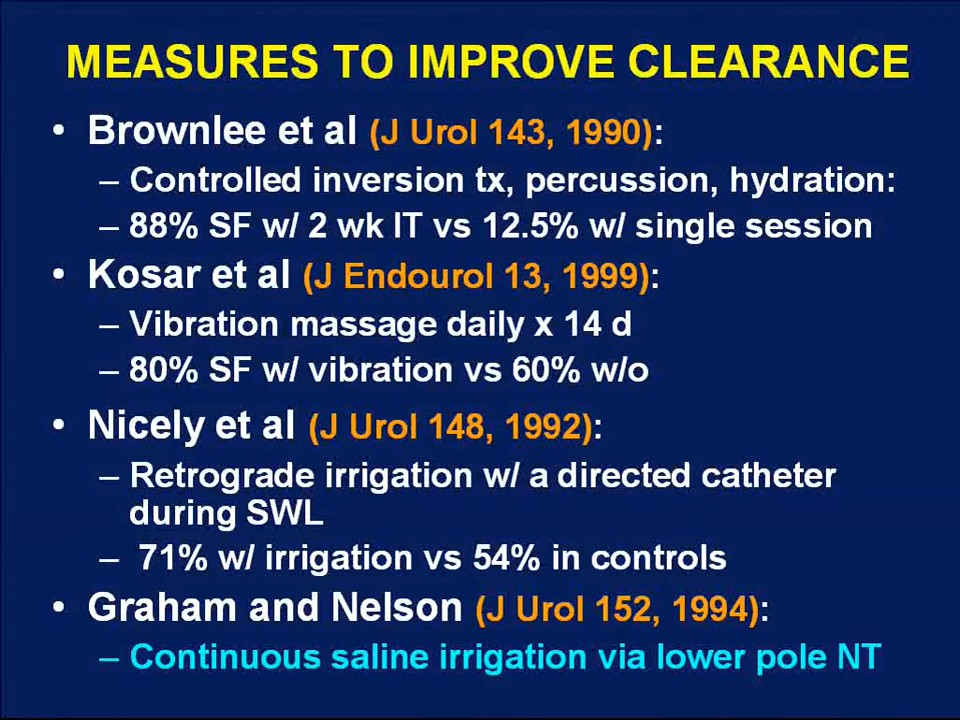 MEASURES TO IMPROVE CLEARANCE
• Brownlee et al (J Urol 143, 1990):
– Controlled inversion tx, percussion, hydration:
– 88% SF w/ 2 wk IT vs 12.5% w/ single session
• Kosar et al (J Endourol 13, 1999):
– Vibration massage daily x 14 d
– 80% SF w/ vibration vs 60% w/o
• Nicely et al (J Urol 148, 1992):
– Retrograde irrigation w/ a directed catheter
during SWL
– 71% w/ irrigation vs 54% in controls
• Graham and Nelson (J Urol 152, 1994):
– Continuous saline irrigation via lower pole NT